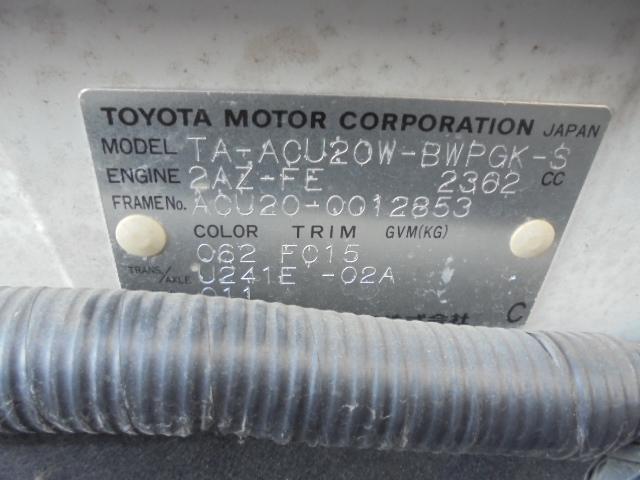 TOYOTA MOTOR CORPORATION JAPAN
MODEL TA-ACU20W-BWPGK-S
ENGINE 2AZ-FE 2362 CC
FRAME No. ACU20-0012853
COLOR TRIM GVM(KG)
062 FC15
TRANS./AXLE U241E -02A
C